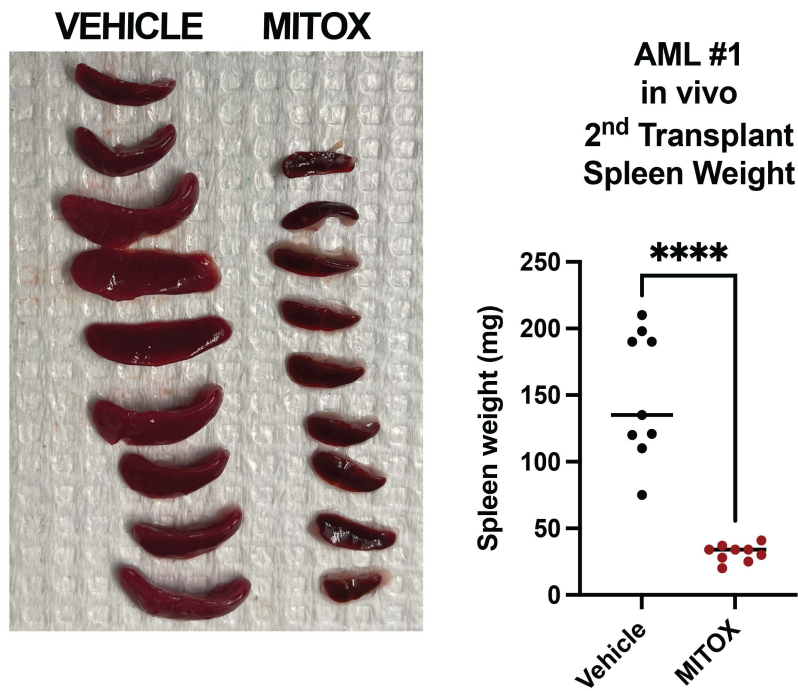 VEHICLE MITOX
AML #1
in vivo
2nd Transplant
Spleen Weight
****
Spleen weight (mg)
250
200
150
100
50
0
Vehicle MITOX